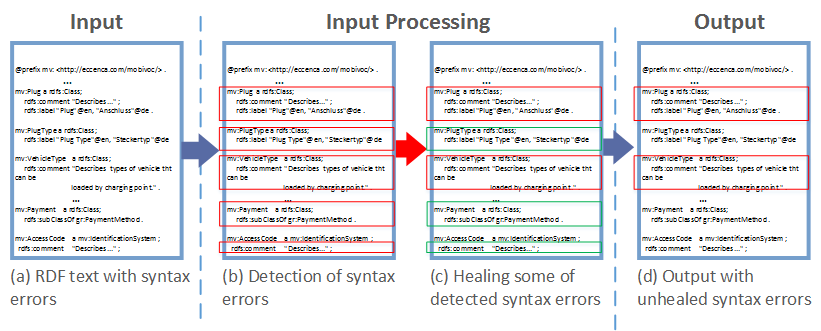 Input
Input Processing
Output
@prefix mv: <http://eccenca.com/mobivoc/> .
...
mv:Plug a rdfs:Class;
rdfs:comment "Describes..." ;
rdfs:label "Plug"@en, "Anschluss"@de .
mv:PlugType a rdfs:Class;
rdfs:label "Plug Type"@en, "Steckertyp"@de
mv:VehicleType a rdfs:Class;
rdfs:comment "Describes types of vehicle tht
can be
loaded by charging point."
...
mv:Payment a rdfs:Class;
rdfs:subClassOf gr:PaymentMethod .
mv:AccessCode a mv:IdentificationSystem ;
rdfs:comment "Describes..." ;
(a) RDF text with syntax
errors
@prefix mv: <http://eccenca.com/mobivoc/> .
...
mv:Plug a rdfs:Class;
rdfs:comment "Describes..." ;
rdfs:label "Plug"@en, "Anschluss"@de .
mv:PlugType a rdfs:Class;
rdfs:label "Plug Type"@en, "Steckertyp"@de
mv:VehicleType a rdfs:Class;
rdfs:comment "Describes types of vehicle tht
can be
loaded by charging point."
...
mv:Payment a rdfs:Class;
rdfs:subClassOf gr:PaymentMethod .
mv:AccessCode a mv:IdentificationSystem ;
rdfs:comment "Describes..." ;
(b) Detection of syntax
errors
@prefix mv: <http://eccenca.com/mobivoc/> .
...
mv:Plug a rdfs:Class;
rdfs:comment "Describes..." ;
rdfs:label "Plug"@en, "Anschluss"@de .
mv:PlugType a rdfs:Class;
rdfs:label "Plug Type"@en, "Steckertyp"@de
mv:VehicleType a rdfs:Class;
rdfs:comment "Describes types of vehicle tht
can be
loaded by charging point."
...
mv:Payment a rdfs:Class;
rdfs:subClassOf gr:PaymentMethod .
mv:AccessCode a mv:IdentificationSystem ;
rdfs:comment "Describes..." ;
(c) Healing some of
detected syntax errors
@prefix mv: <http://eccenca.com/mobivoc/> .
...
mv:Plug a rdfs:Class;
rdfs:comment "Describes..." ;
rdfs:label "Plug"@en, "Anschluss"@de .
mv:PlugType a rdfs:Class;
rdfs:label "Plug Type"@en, "Steckertyp"@de
mv:VehicleType a rdfs:Class;
rdfs:comment "Describes types of vehicle tht
can be
loaded by charging point."
...
mv:Payment a rdfs:Class;
rdfs:subClassOf gr:PaymentMethod .
mv:AccessCode a mv:IdentificationSystem ;
rdfs:comment "Describes..." ;
(d) Output with
unhealed syntax errors